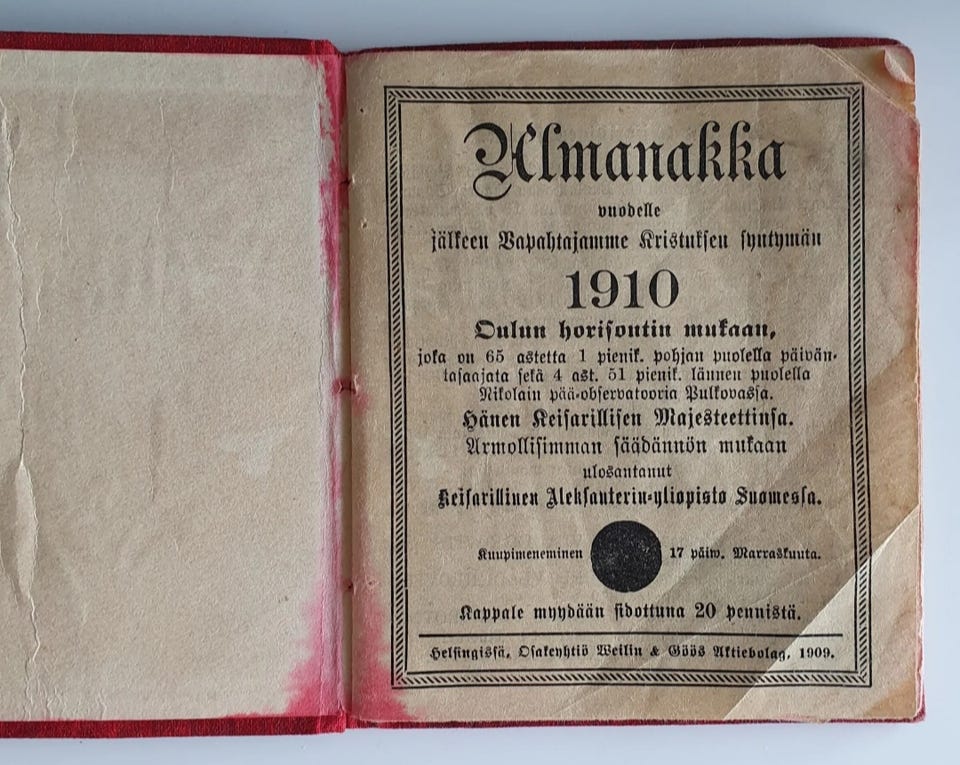 Almanakka
vuodelle
jälkeen Vapahtajamme Kristuksen syntymän
1910
Oulun horisontin mukaan,
joka on 65 astetta 1 pienik. pohjan puolella päivän-
tasaajata sekä 4 ast. 51 pienik. lännen puolella
Nikolain pää-observatooria Pulkovassa.
Hänen Keisarillisen Majesteettinsa.
Armollisimman säädännön mukaan
ulosantanut
Keisarillinen Aleksanterin-yliopisto Suomessa.
Kuupimeneminen 17 päiw. Marraskuuta.
Kappale myydään sidottuna 20 pennistä.
Helsingissä, Osakeyhtiö Weilin & Göös Aktiebolag, 1909.